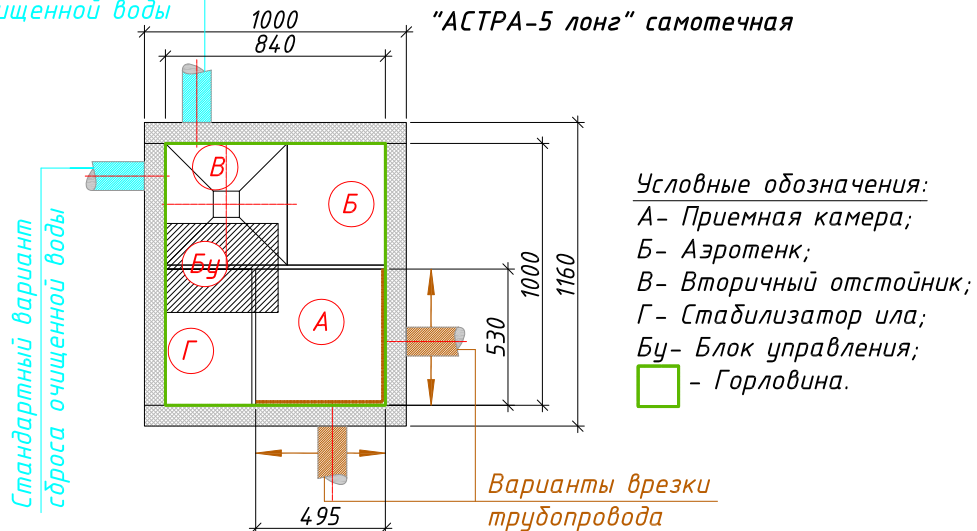 ищенной воды
1000
"АСТРА-5 лонг" самотечная
840
В
Б
Бу
А
Г
530
1000
1160
495
Стандартный вариант
сброса очищенной воды
Условные обозначения:
А- Приемная камера;
Б- Аэротенк;
В- Вторичный отстойник;
Г- Стабилизатор ила;
Бу- Блок управления;
- Горловина.
Варианты врезки
трубопровода